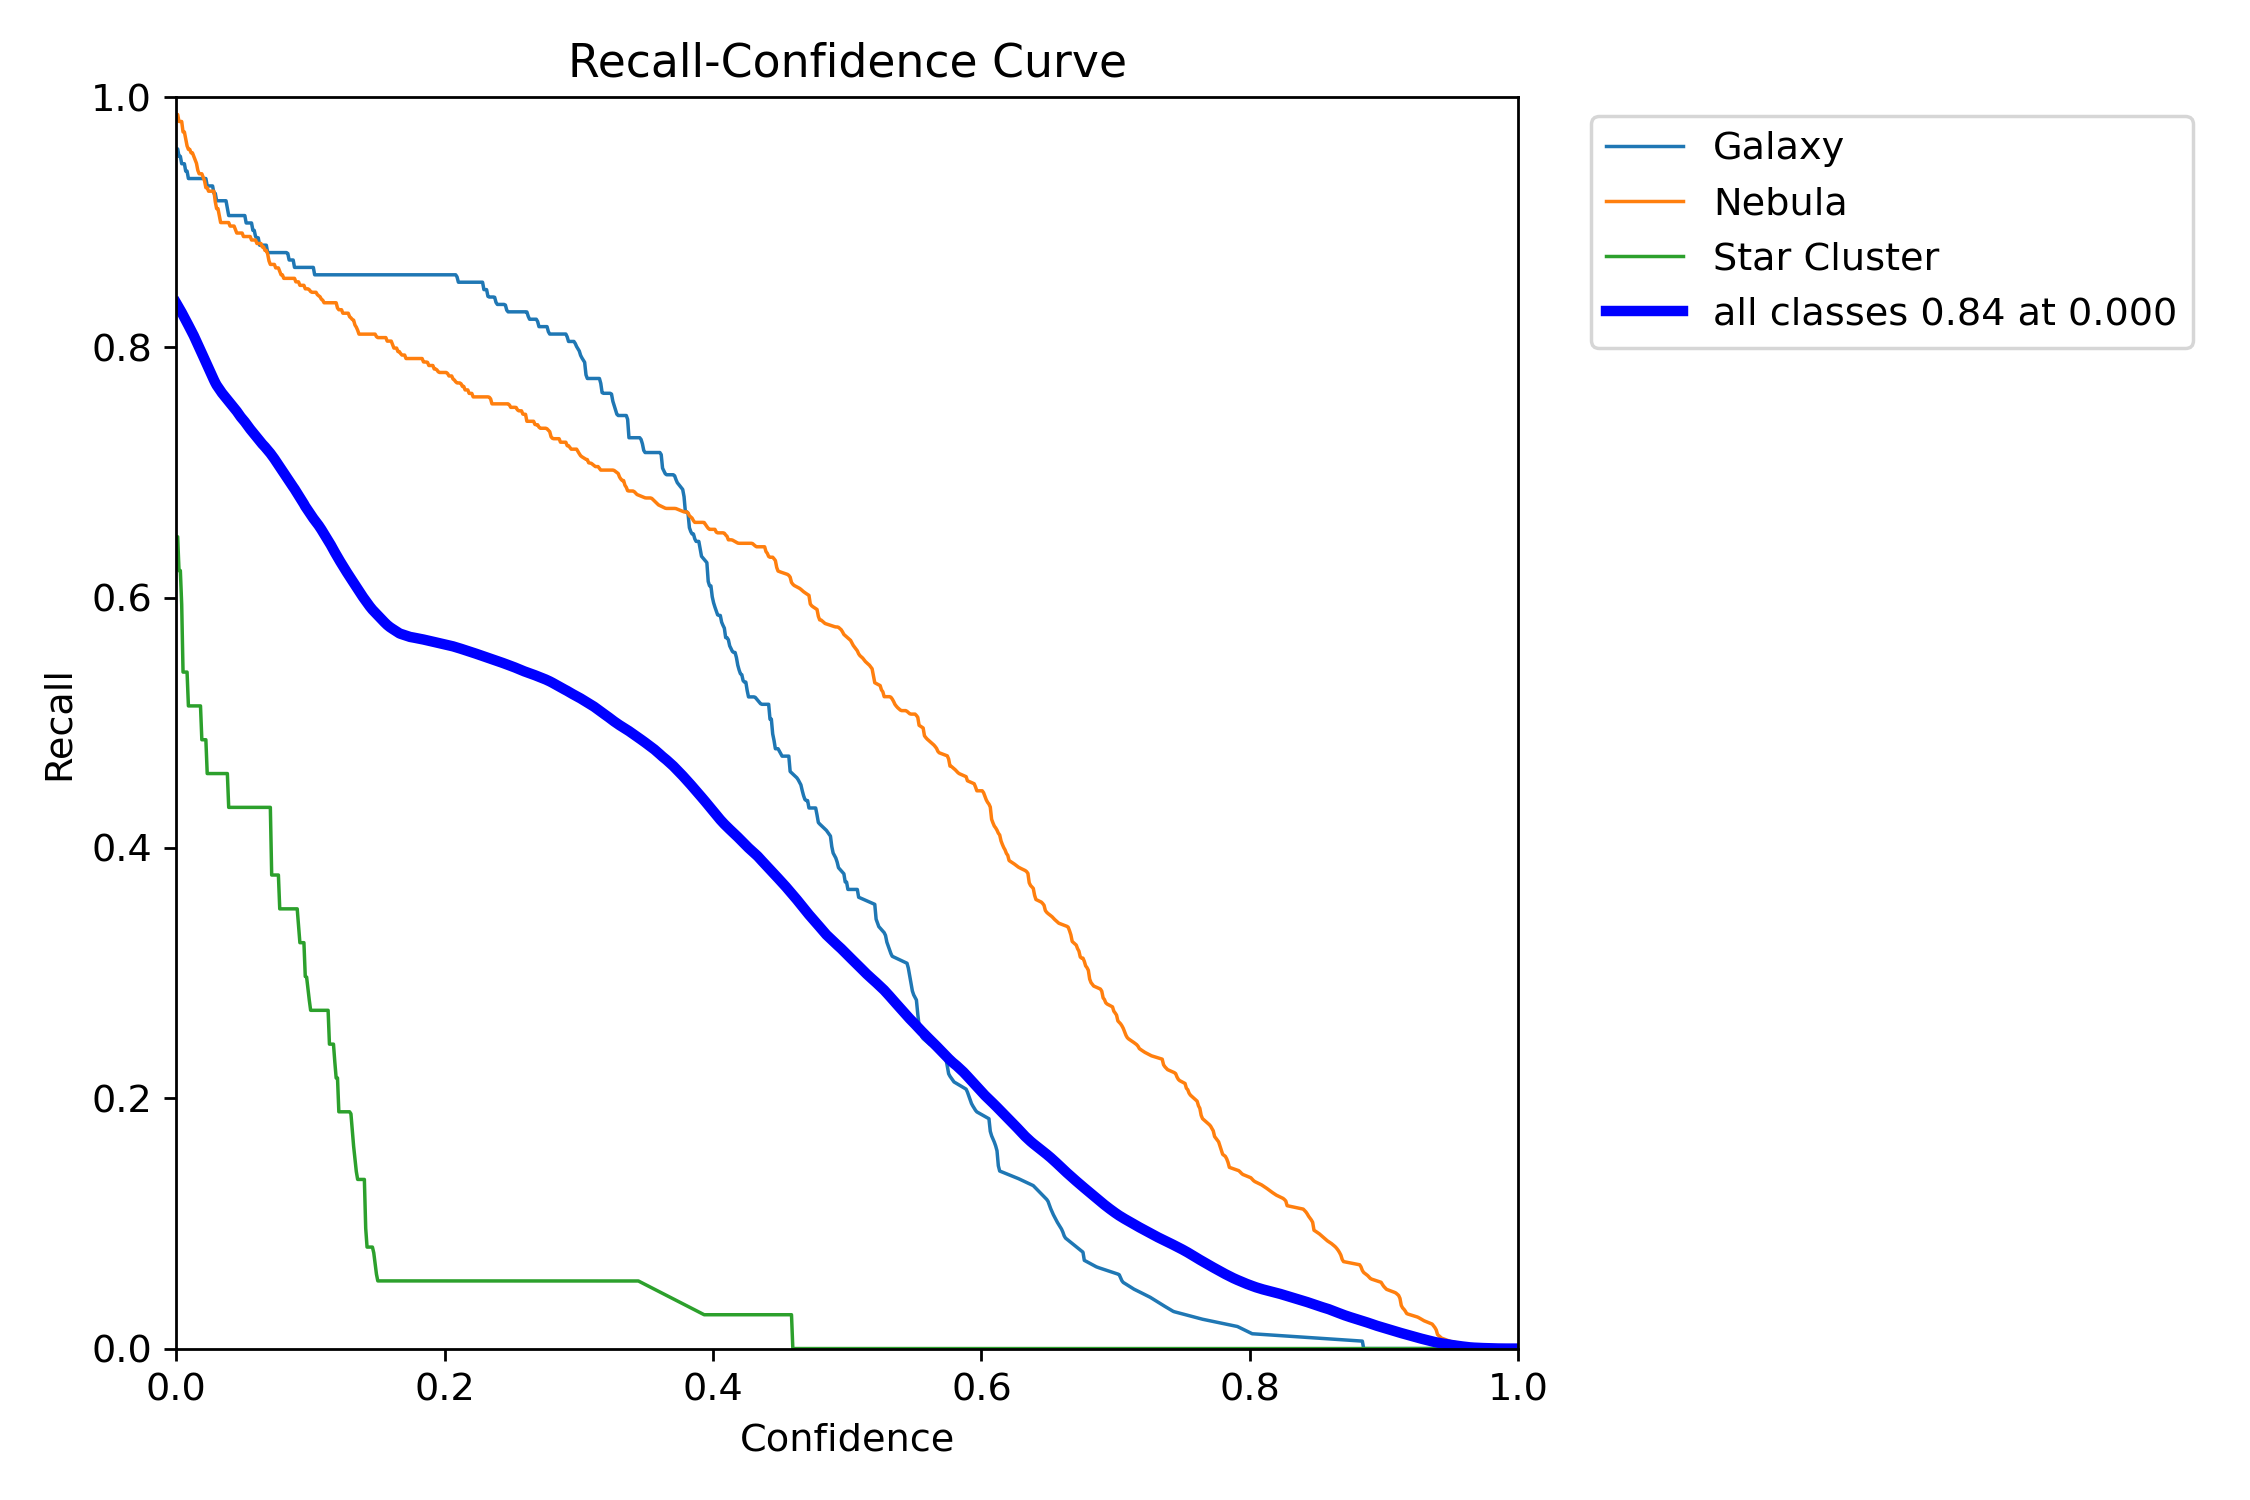 Recall-Confidence Curve
Galaxy
Nebula
Star Cluster
all classes 0.84 at 0.000
Recall
1.0
0.8
0.6
0.4
0.2
0.0
0.0 0.2 0.4 0.6 0.8 1.0
Confidence